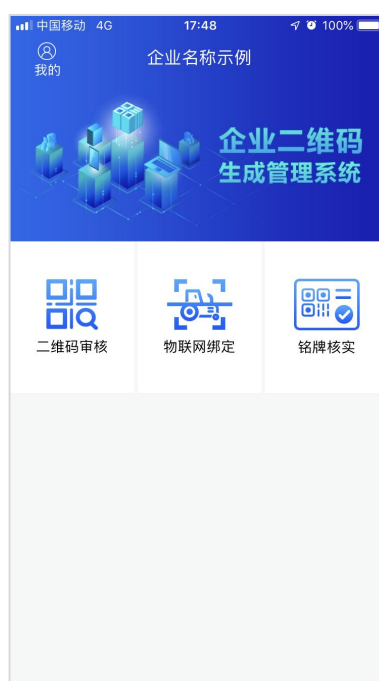 中国移动 4G 17:48 100%
我的
企业名称示例
企业二维码
生成管理系统
二维码审核 物联网绑定 铭牌核实